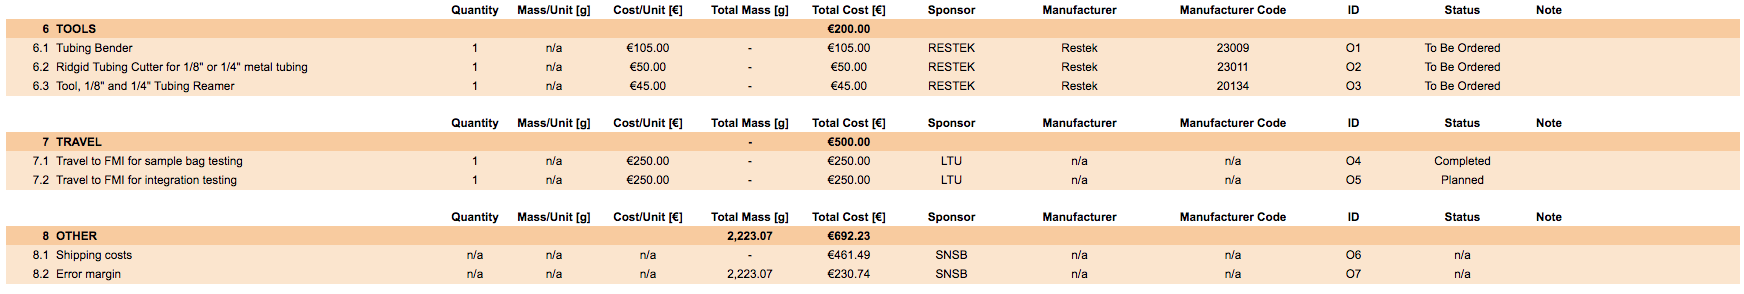 Quantity Mass/Unit [g] Cost/Unit [€] Total Mass [g] Total Cost [€] Sponsor Manufacturer Manufacturer Code ID Status Note
6 TOOLS €200.00
6.1 Tubing Bender 1 n/a €105.00 - €105.00 RESTEK Restek 23009 O1 To Be Ordered
6.2 Ridgid Tubing Cutter for 1/8" or 1/4" metal tubing 1 n/a €50.00 - €50.00 RESTEK Restek 23011 O2 To Be Ordered
6.3 Tool, 1/8" and 1/4" Tubing Reamer 1 n/a €45.00 - €45.00 RESTEK Restek 20134 O3 To Be Ordered
Quantity Mass/Unit [g] Cost/Unit [€] Total Mass [g] Total Cost [€] Sponsor Manufacturer Manufacturer Code ID Status Note
7 TRAVEL - €500.00
7.1 Travel to FMI for sample bag testing 1 n/a €250.00 - €250.00 LTU n/a n/a O4 Completed
7.2 Travel to FMI for integration testing 1 n/a €250.00 - €250.00 LTU n/a n/a O5 Planned
Quantity Mass/Unit [g] Cost/Unit [€] Total Mass [g] Total Cost [€] Sponsor Manufacturer Manufacturer Code ID Status Note
8 OTHER 2,223.07 €692.23
8.1 Shipping costs n/a n/a n/a - €461.49 SNSB n/a n/a O6 n/a
8.2 Error margin n/a n/a n/a 2,223.07 €230.74 SNSB n/a n/a O7 n/a